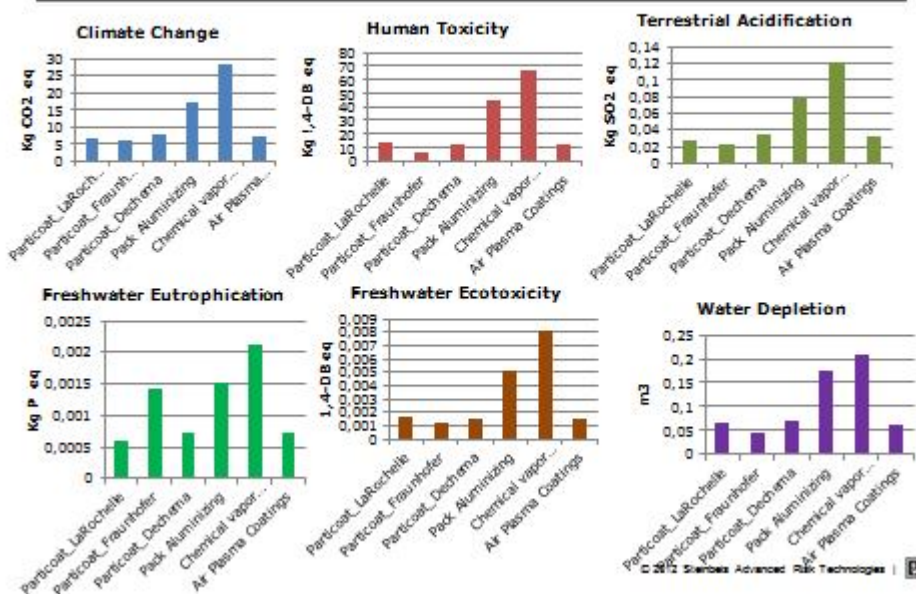 Climate Change
Kg CO2 eq
30
25
20
15
10
5
0
Particoat_LaRoch...
Particoat_Fraunh...
Particoat_Dechema
Pack Aluminizing
Chemical vapor...
Air Plasma...
Human Toxicity
Kg 1,4-DB eq
80
70
60
50
40
30
20
10
0
Particoat_LaRochelle
Particoat_Fraunhofer
Particoat_Dechema
Pack Aluminizing
Chemical vapor...
Air Plasma Coatings
Terrestrial Acidification
Kg SO2 eq
0,14
0,12
0,1
0,08
0,06
0,04
0,02
0
Particoat_LaRochelle
Particoat_Fraunhofer
Particoat_Dechema
Pack Aluminizing
Chemical vapor...
Air Plasma Coatings
Freshwater Eutrophication
Kg P eq
0,0025
0,002
0,0015
0,001
0,0005
0
Particoat_LaRochelle
Particoat_Fraunhofer
Particoat_Dechema
Pack Aluminizing
Chemical vapor...
Air Plasma Coatings
Freshwater Ecotoxicity
1,4-DB eq
0,009
0,008
0,007
0,006
0,005
0,004
0,003
0,002
0,001
0
Particoat_LaRochelle
Particoat_Fraunhofer
Particoat_Dechema
Pack Aluminizing
Chemical vapor...
Air Plasma Coatings
Water Depletion
m3
0,25
0,2
0,15
0,1
0,05
0
Particoat_LaRochelle
Particoat_Fraunhofer
Particoat_Dechema
Pack Aluminizing
Chemical vapor...
Air Plasma Coatings
© 2012 Steinbeis Advanced Risk Technologies |